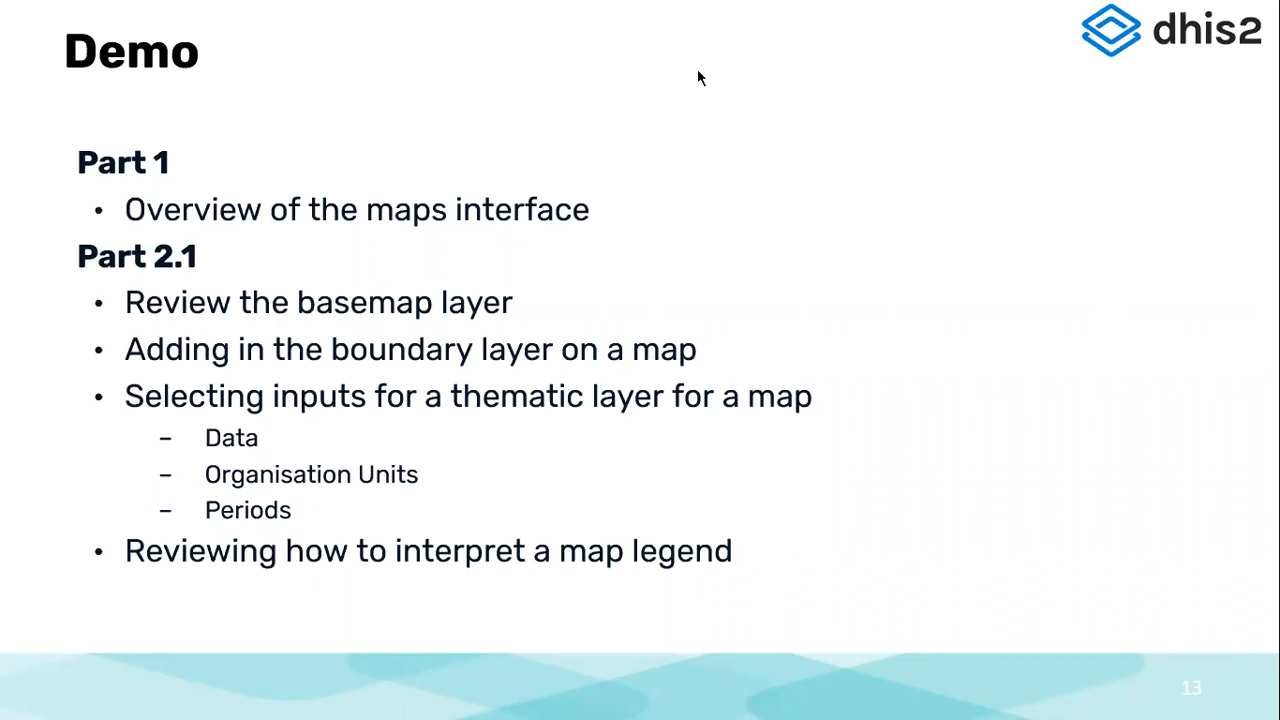 Demo
dhis2
Part 1
• Overview of the maps interface
Part 2.1
• Review the basemap layer
• Adding in the boundary layer on a map
• Selecting inputs for a thematic layer for a map
– Data
– Organisation Units
– Periods
• Reviewing how to interpret a map legend
13